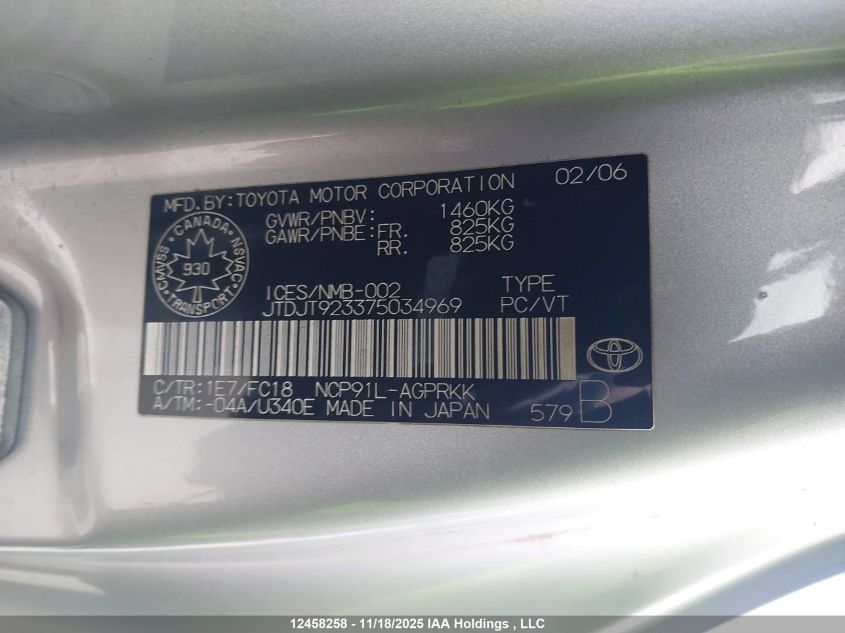 MFD.BY:TOYOTA MOTOR CORPORATION 02/06
GVWR/PNBV: 1460KG
GAWR/PNBE:FR. 825KG
RR. 825KG
CANADA
CMVSS 930 NSVAC
TRANSPORT
ICES/NMB-002 TYPE
JTDJT923375034969 PC/VT
C/TR:1E7/FC18 NCP91L-AGPRKK
A/TM:-04A/U340E MADE IN JAPAN 579 B
12458258 - 11/18/2025 IAA Holdings , LLC